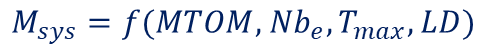 M_sys = f(MTOM, Nb_e, T_max, LD)